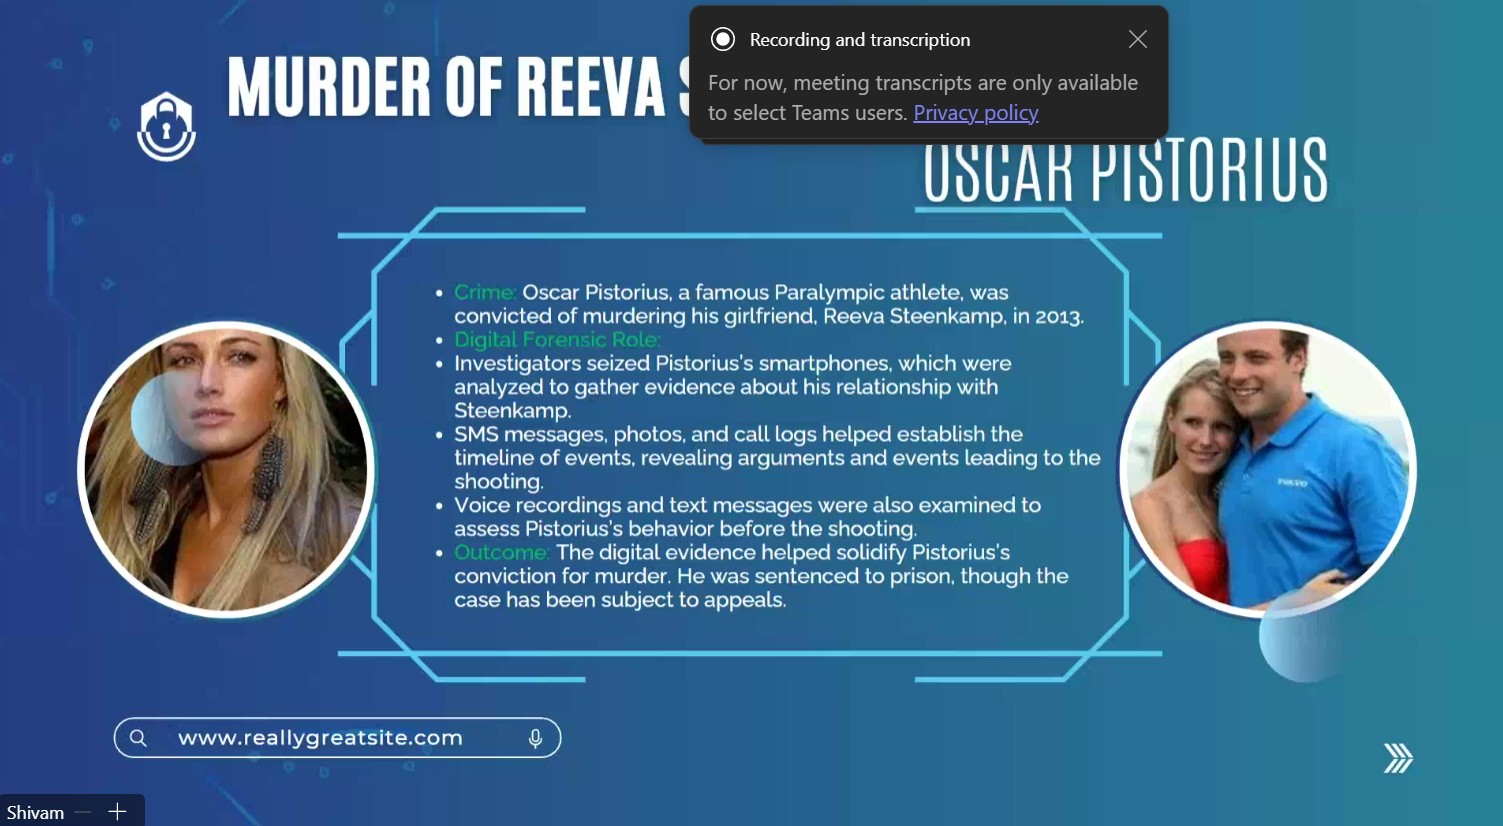 MURDER OF REEVA
Recording and transcription
For now, meeting transcripts are only available
to select Teams users. Privacy policy
OSCAR PISTORIUS
• Crime: Oscar Pistorius, a famous Paralympic athlete, was
convicted of murdering his girlfriend, Reeva Steenkamp, in 2013.
• Digital Forensic Role:
• Investigators seized Pistorius's smartphones, which were
analyzed to gather evidence about his relationship with
Steenkamp.
• SMS messages, photos, and call logs helped establish the
timeline of events, revealing arguments and events leading to the
shooting.
• Voice recordings and text messages were also examined to
assess Pistorius's behavior before the shooting.
• Outcome: The digital evidence helped solidify Pistorius's
conviction for murder. He was sentenced to prison, though the
case has been subject to appeals.
VOLVO
www.reallygreatsite.com
Shivam